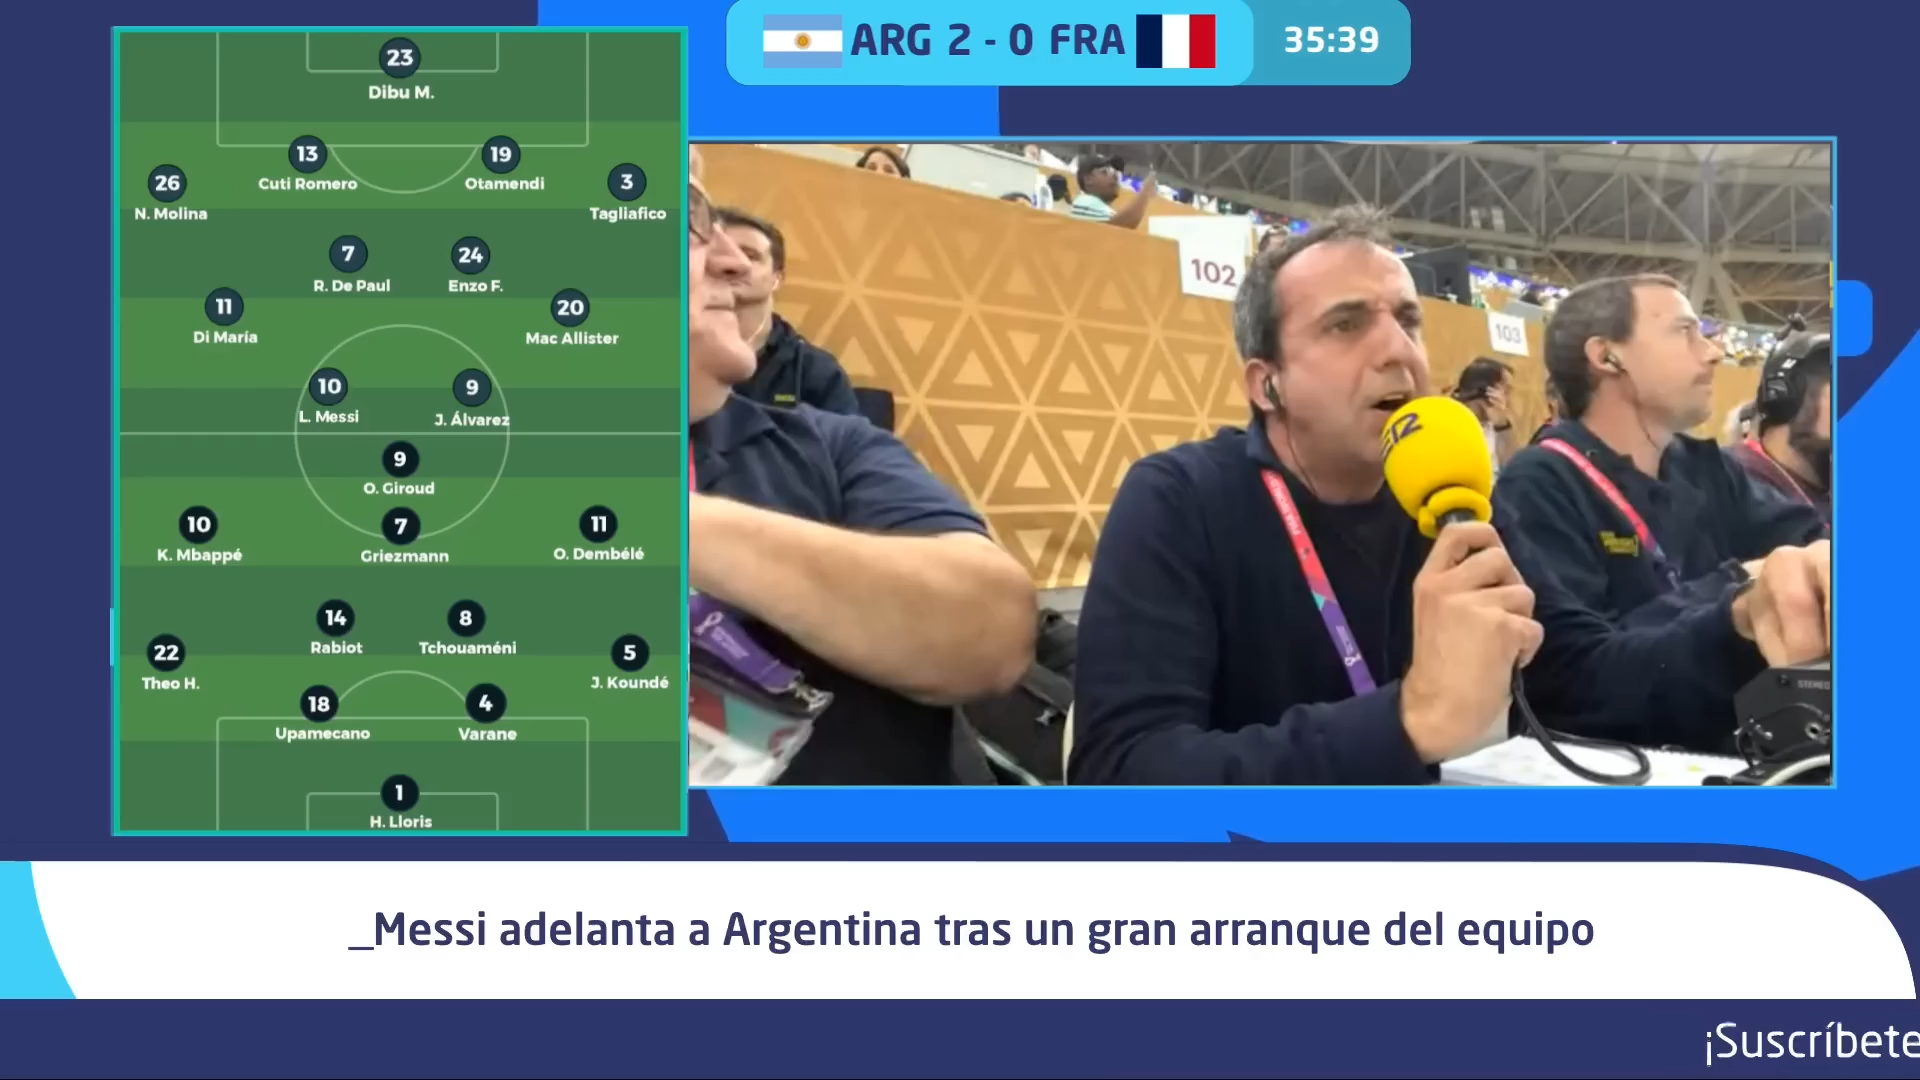 ARG 2 - 0 FRA 35:39
23
Dibu M.
13
Cuti Romero
19
Otamendi
26
N. Molina
3
Tagliafico
7
R. De Paul
24
Enzo F.
11
Di María
20
Mac Allister
10
L. Messi
9
J. Álvarez
9
O. Giroud
10
K. Mbappé
7
Griezmann
11
O. Dembélé
14
Rabiot
8
Tchouaméni
22
Theo H.
5
J. Koundé
18
Upamecano
4
Varane
1
H. Lloris
102
103
STEREO
_Messi adelanta a Argentina tras un gran arranque del equipo
¡Suscríbete